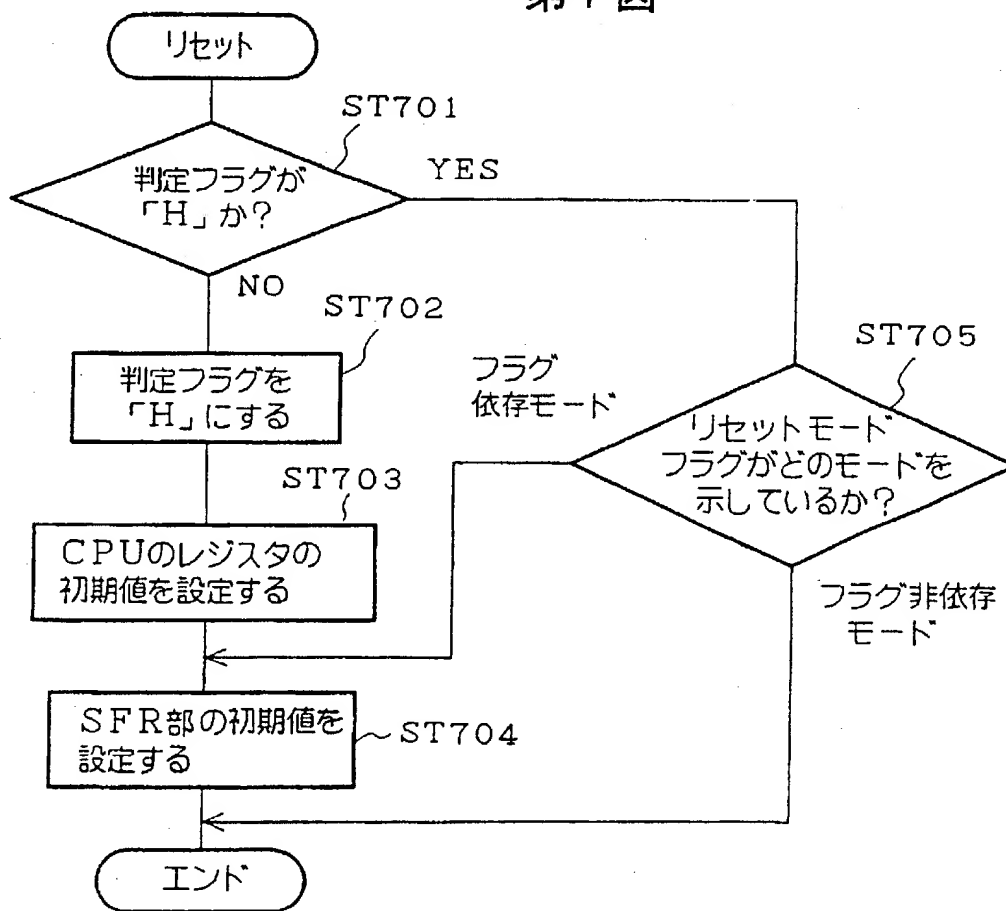 第7図
リセット
ST701
判定フラグが
「H」か?
YES
NO
ST702
判定フラグを
「H」にする
ST703
CPUのレジスタの
初期値を設定する
SFR部の初期値を
設定する
ST704
エンド
フラグ
依存モード
ST705
リセットモード
フラグがどのモードを
示しているか?
フラグ非依存
モード